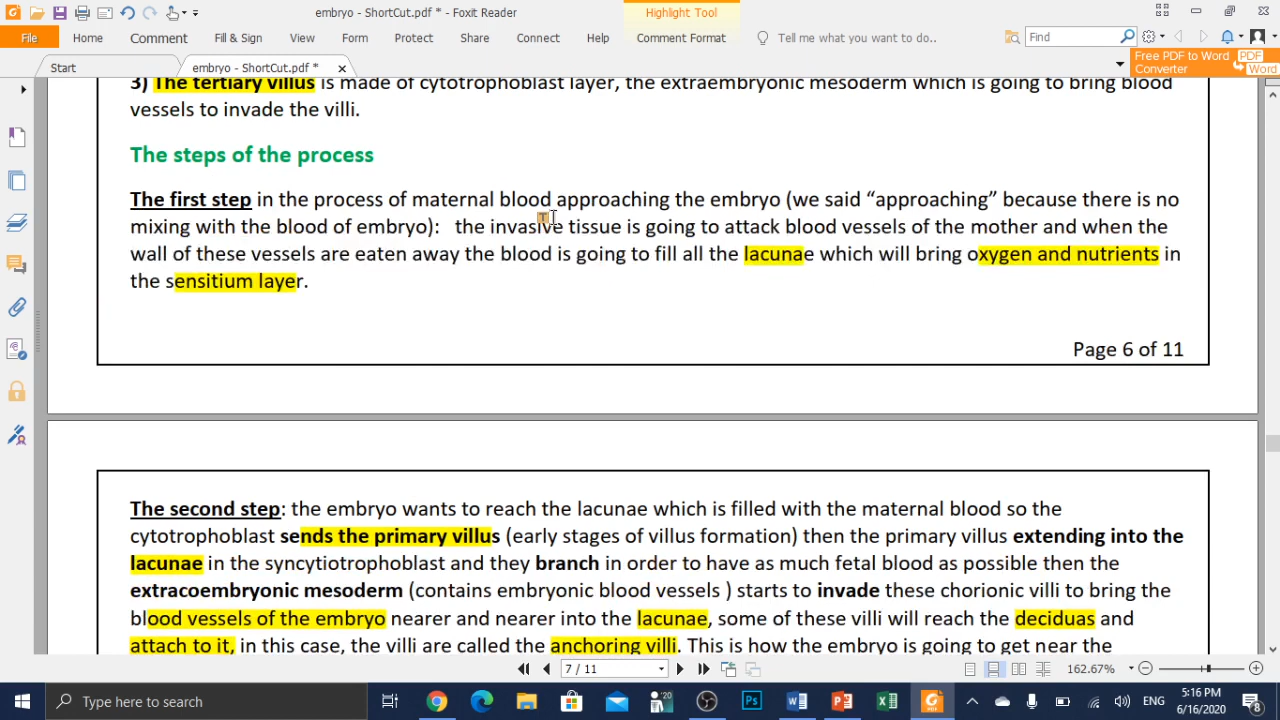 embryo - ShortCut.pdf * - Foxit Reader
Highlight Tool
File
Home
Comment
Fill & Sign
View
Form
Protect
Share
Connect
Help
Comment Format
Tell me what you want to do..
Find
Start
embryo - ShortCut.pdf *
Free PDF to Word
Converter
PDF
Word
3) The tertiary villus is made of cytotrophoblast layer, the extraembryonic mesoderm which is going to bring blood
vessels to invade the villi.
The steps of the process
The first step in the process of maternal blood approaching the embryo (we said “approaching” because there is no
mixing with the blood of embryo): the invasive tissue is going to attack blood vessels of the mother and when the
wall of these vessels are eaten away the blood is going to fill all the lacunae which will bring oxygen and nutrients in
the sensitium layer.
Page 6 of 11
The second step: the embryo wants to reach the lacunae which is filled with the maternal blood so the
cytotrophoblast sends the primary villus (early stages of villus formation) then the primary villus extending into the
lacunae in the syncytiotrophoblast and they branch in order to have as much fetal blood as possible then the
extracoembryonic mesoderm (contains embryonic blood vessels ) starts to invade these chorionic villi to bring the
blood vessels of the embryo nearer and nearer into the lacunae, some of these villi will reach the deciduas and
attach to it, in this case, the villi are called the anchoring villi. This is how the embryo is going to get near the
7 / 11
162.67%
Type here to search
ENG
5:16 PM
6/16/2020
8